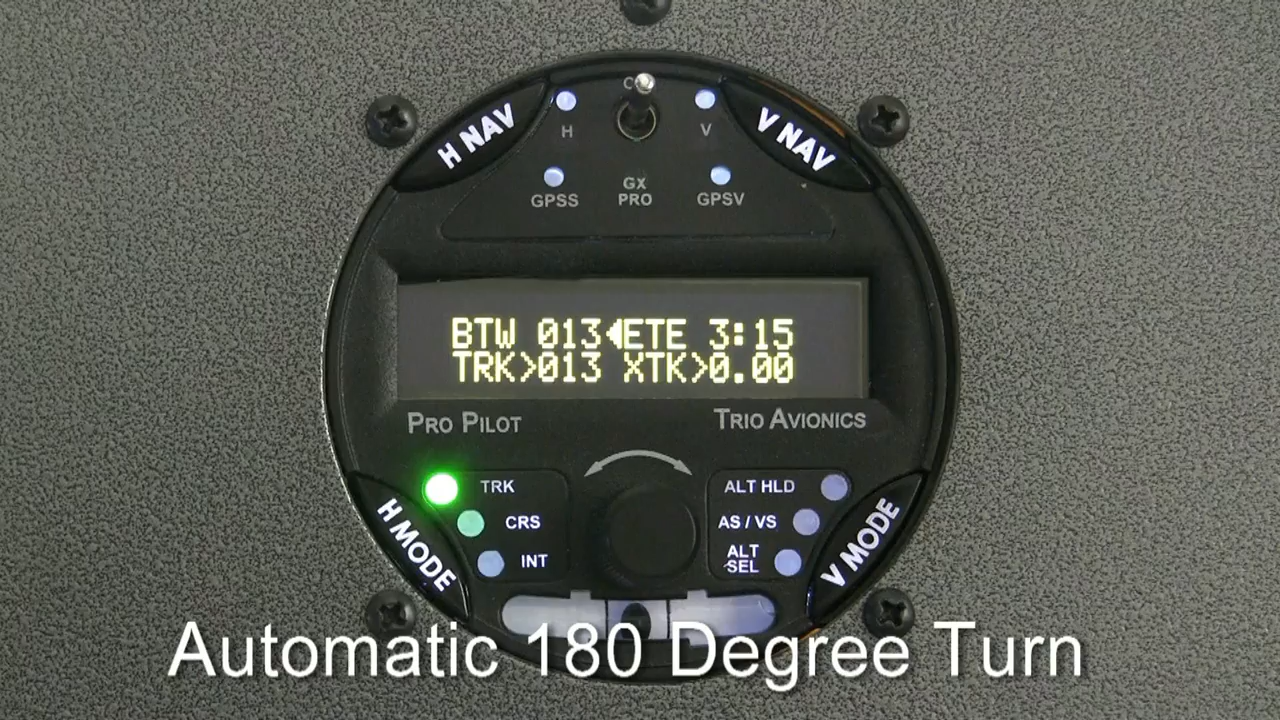 H NAV
V NAV
H
V
GPSS
GX
PRO
GPSV
BTW 013◀ETE 3:15
TRK>013 XTK>0.00
PRO PILOT
TRIO AVIONICS
TRK
CRS
INT
ALT HLD
AS / VS
ALT
SEL
H MODE
V MODE
Automatic 180 Degree Turn